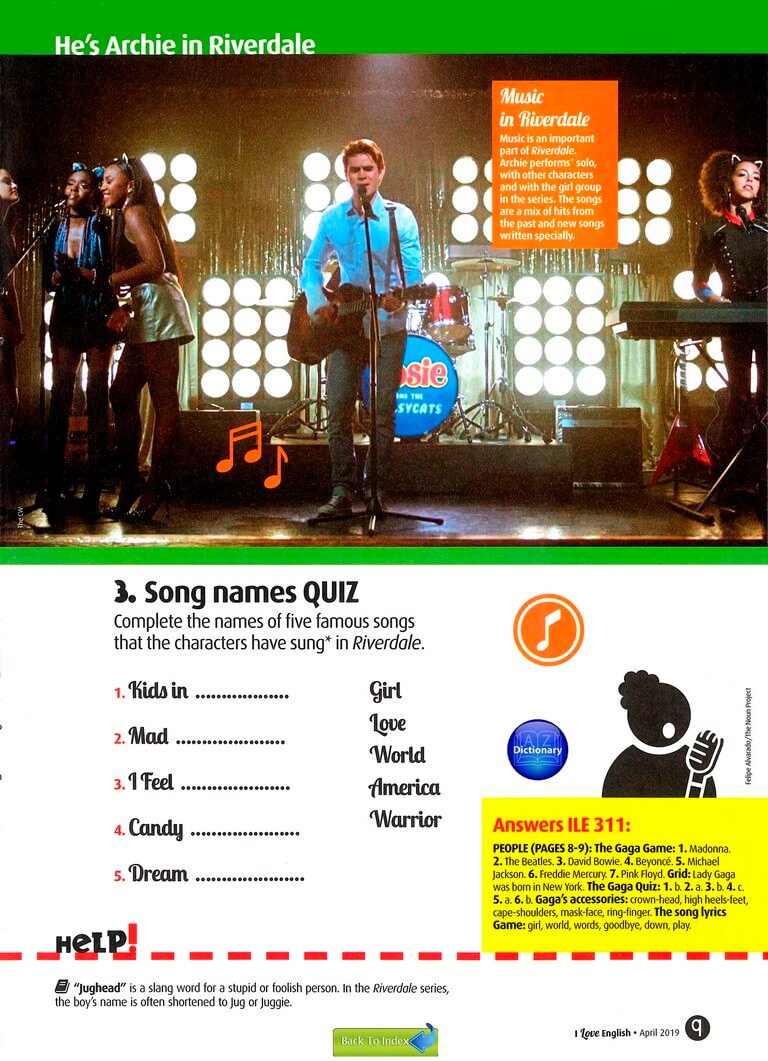 He's Archie in Riverdale
Music
in Riverdale
Music is an important
part of Riverdale.
Archie performs* solo,
with other characters
and with the girl group
in the series. The songs
are a mix of hits from
the past and new songs
written specially.
osie
AND THE
SYCATS
The CW
3. Song names QUIZ
Complete the names of five famous songs
that the characters have sung* in Riverdale.
1. Kids in ..................
2. Mad .....................
3. I Feel .....................
4. Candy .....................
5. Dream .....................
Girl
Love
World
America
Warrior
A Z
Dictionary
Felipe Alvarado/The Noun Project
Answers ILE 311:
PEOPLE (PAGES 8-9): The Gaga Game: 1. Madonna.
2. The Beatles. 3. David Bowie. 4. Beyoncé. 5. Michael
Jackson. 6. Freddie Mercury. 7. Pink Floyd. Grid: Lady Gaga
was born in New York. The Gaga Quiz: 1. b. 2. a. 3. b. 4. c.
5. a. 6. b. Gaga's accessories: crown-head, high heels-feet,
cape-shoulders, mask-face, ring-finger. The song lyrics
Game: girl, world, words, goodbye, down, play.
HELP!
"Jughead" is a slang word for a stupid or foolish person. In the Riverdale series,
the boy's name is often shortened to Jug or Juggie.
Back To Index
I Love English • April 2019 9